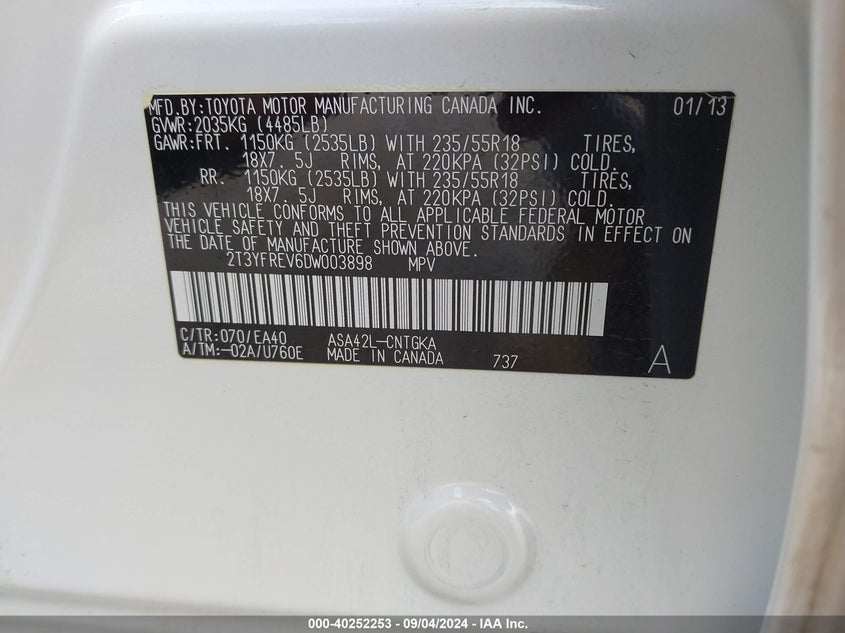 MFD.BY:TOYOTA MOTOR MANUFACTURING CANADA INC. 01/13
GVWR:2035KG (4485LB)
GAWR:FRT. 1150KG (2535LB) WITH 235/55R18 TIRES,
18X7. 5J RIMS, AT 220KPA (32PSI) COLD.
RR. 1150KG (2535LB) WITH 235/55R18 TIRES,
18X7. 5J RIMS, AT 220KPA (32PSI) COLD.
THIS VEHICLE CONFORMS TO ALL APPLICABLE FEDERAL MOTOR
VEHICLE SAFETY AND THEFT PREVENTION STANDARDS IN EFFECT ON
THE DATE OF MANUFACTURE SHOWN ABOVE.
2T3YFREV6DW003898 MPV
C/TR:070/EA40 ASA42L-CNTGKA
A/TM:-02A/U760E MADE IN CANADA 737 A
000-40252253 - 09/04/2024 - IAA Inc.